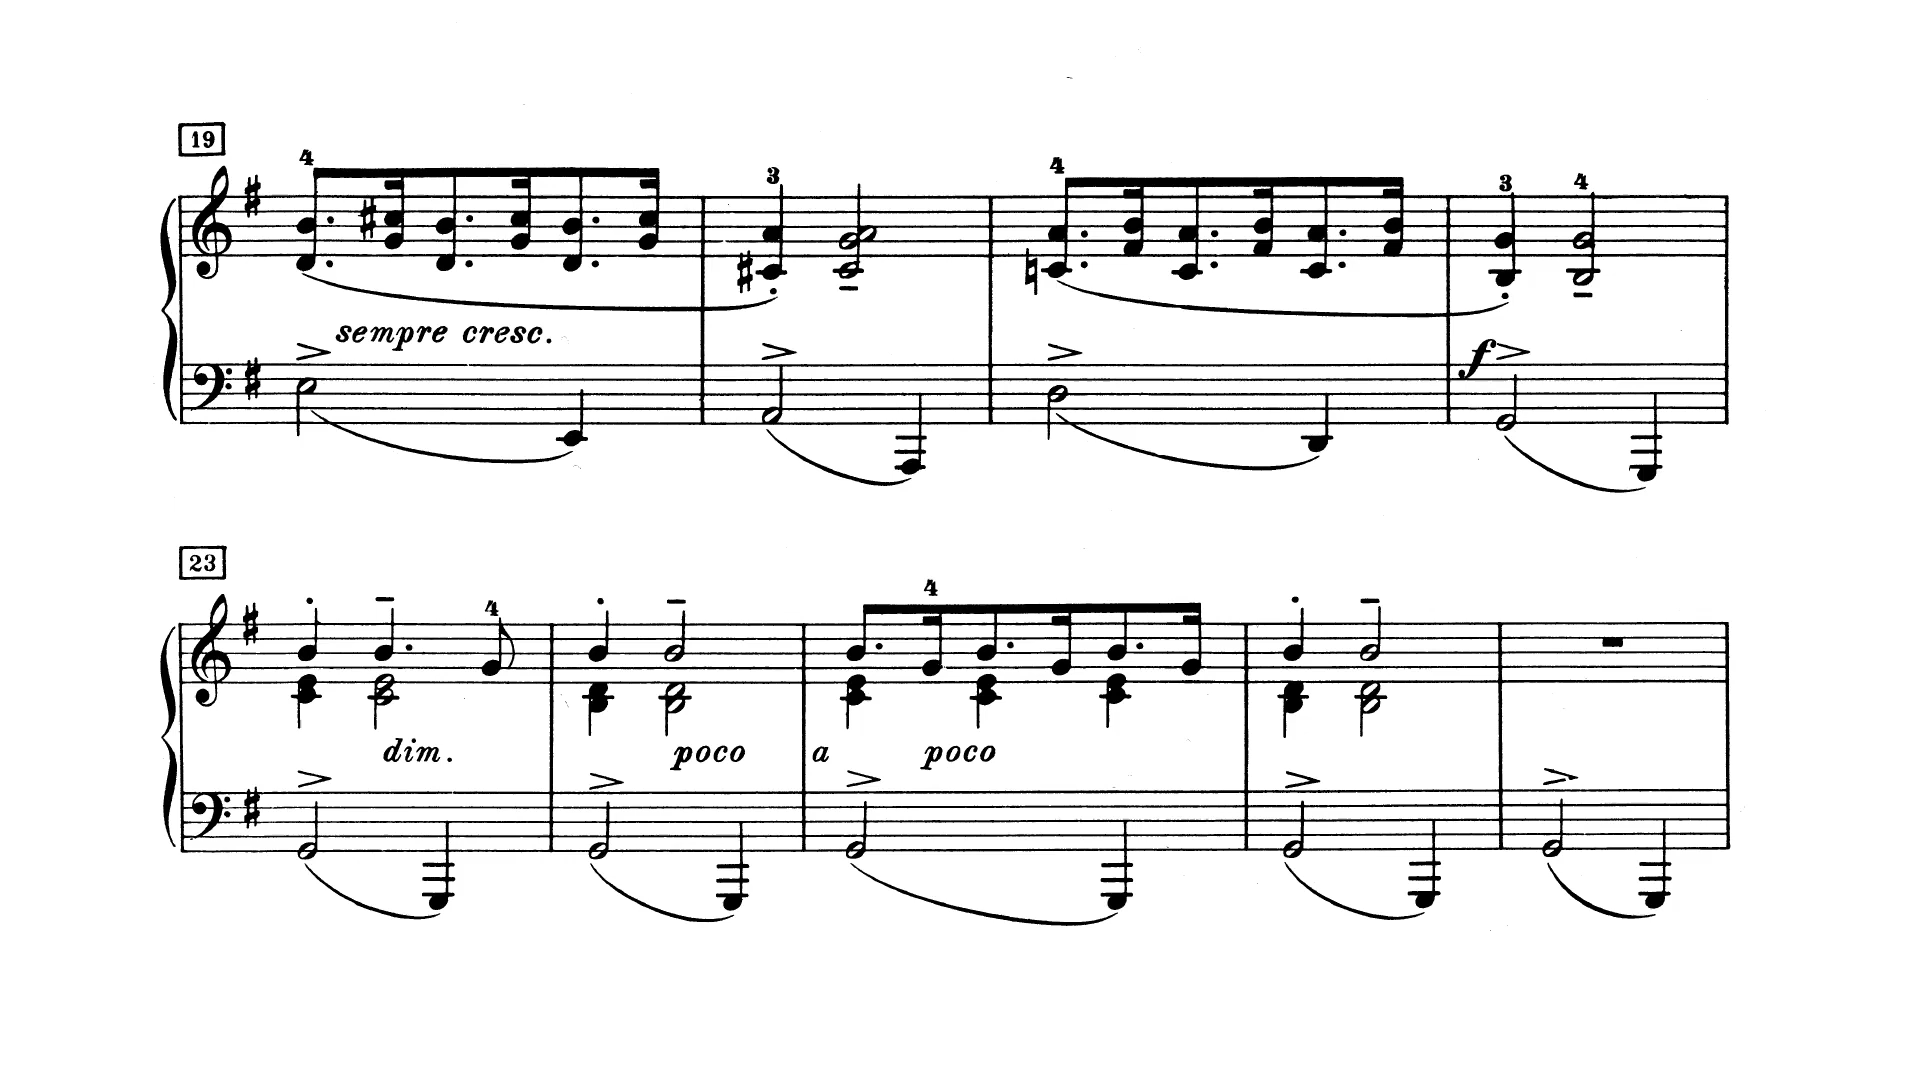 19
4 3 4 3 4
sempre cresc.
f
23
4 4
dim. poco a poco